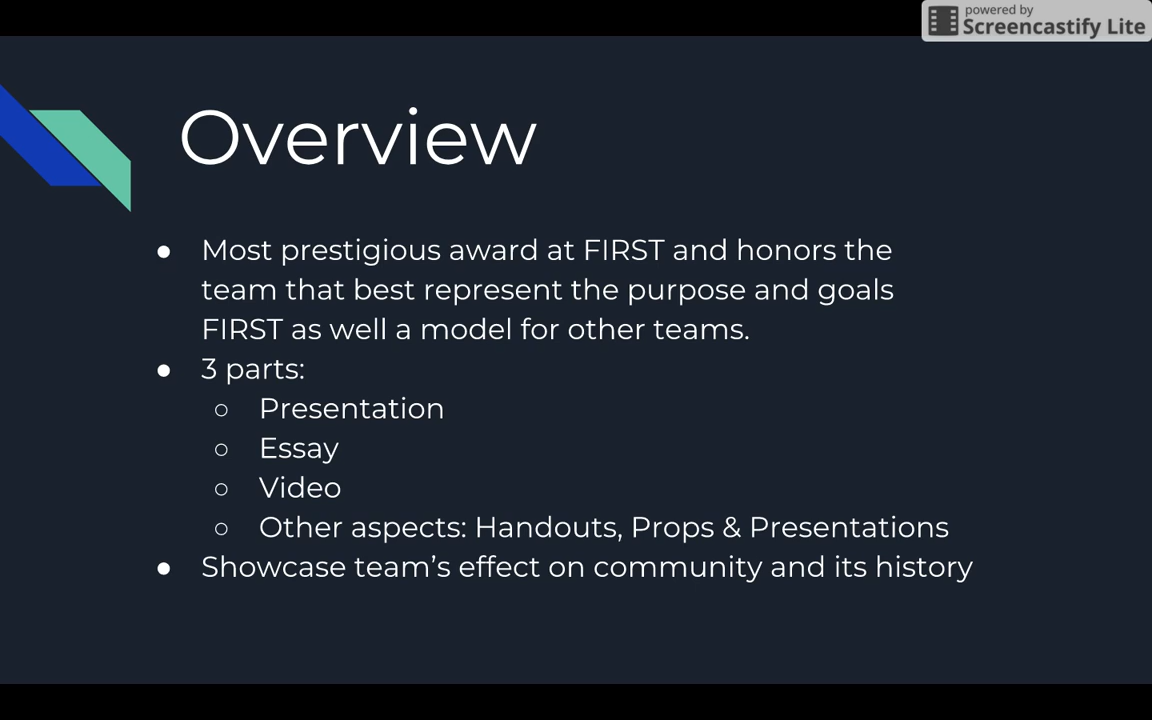 powered by
Screencastify Lite
Overview
● Most prestigious award at FIRST and honors the
team that best represent the purpose and goals
FIRST as well a model for other teams.
● 3 parts:
○ Presentation
○ Essay
○ Video
○ Other aspects: Handouts, Props & Presentations
● Showcase team’s effect on community and its history